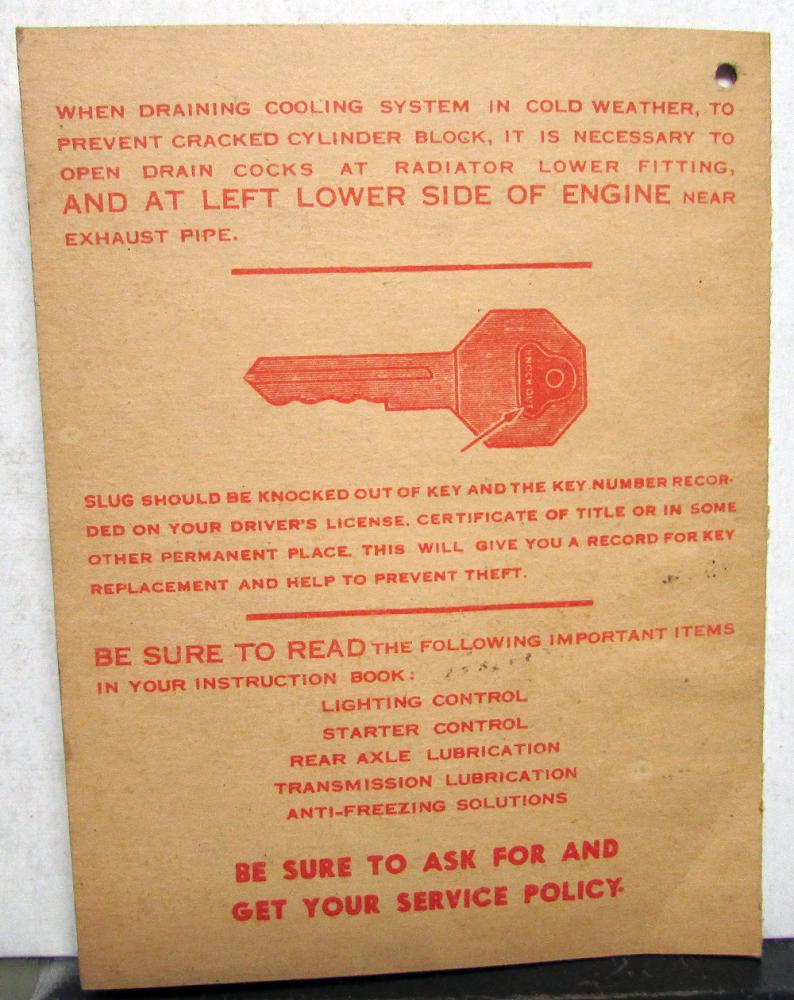 WHEN DRAINING COOLING SYSTEM IN COLD WEATHER, TO
PREVENT CRACKED CYLINDER BLOCK, IT IS NECESSARY TO
OPEN DRAIN COCKS AT RADIATOR LOWER FITTING,
AND AT LEFT LOWER SIDE OF ENGINE NEAR
EXHAUST PIPE.
KNOCK OUT
SLUG SHOULD BE KNOCKED OUT OF KEY AND THE KEY NUMBER RECOR-
DED ON YOUR DRIVER'S LICENSE, CERTIFICATE OF TITLE OR IN SOME
OTHER PERMANENT PLACE. THIS WILL GIVE YOU A RECORD FOR KEY
REPLACEMENT AND HELP TO PREVENT THEFT.
BE SURE TO READ THE FOLLOWING IMPORTANT ITEMS
IN YOUR INSTRUCTION BOOK:
LIGHTING CONTROL
STARTER CONTROL
REAR AXLE LUBRICATION
TRANSMISSION LUBRICATION
ANTI-FREEZING SOLUTIONS
BE SURE TO ASK FOR AND
GET YOUR SERVICE POLICY.